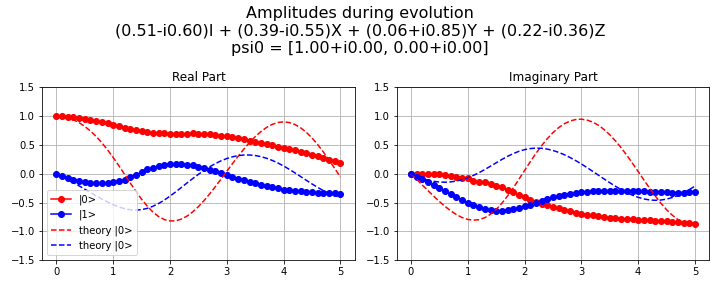 Amplitudes during evolution
(0.51-i0.60)I + (0.39-i0.55)X + (0.06+i0.85)Y + (0.22-i0.36)Z
psi0 = [1.00+i0.00, 0.00+i0.00]
Real Part
1.5
1.0
0.5
0.0
−0.5
−1.0
−1.5
|0>
|1>
theory |0>
theory |0>
0 1 2 3 4 5
Imaginary Part
1.5
1.0
0.5
0.0
−0.5
−1.0
−1.5
0 1 2 3 4 5